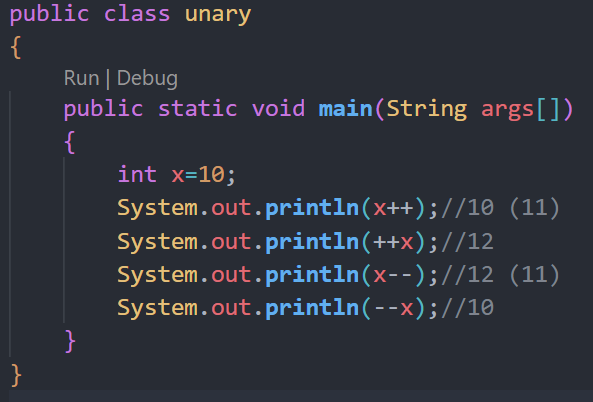 public class unary
{
Run | Debug
public static void main(String args[])
{
int x=10;
System.out.println(x++);//10 (11)
System.out.println(++x);//12
System.out.println(x--);//12 (11)
System.out.println(--x);//10
}
}